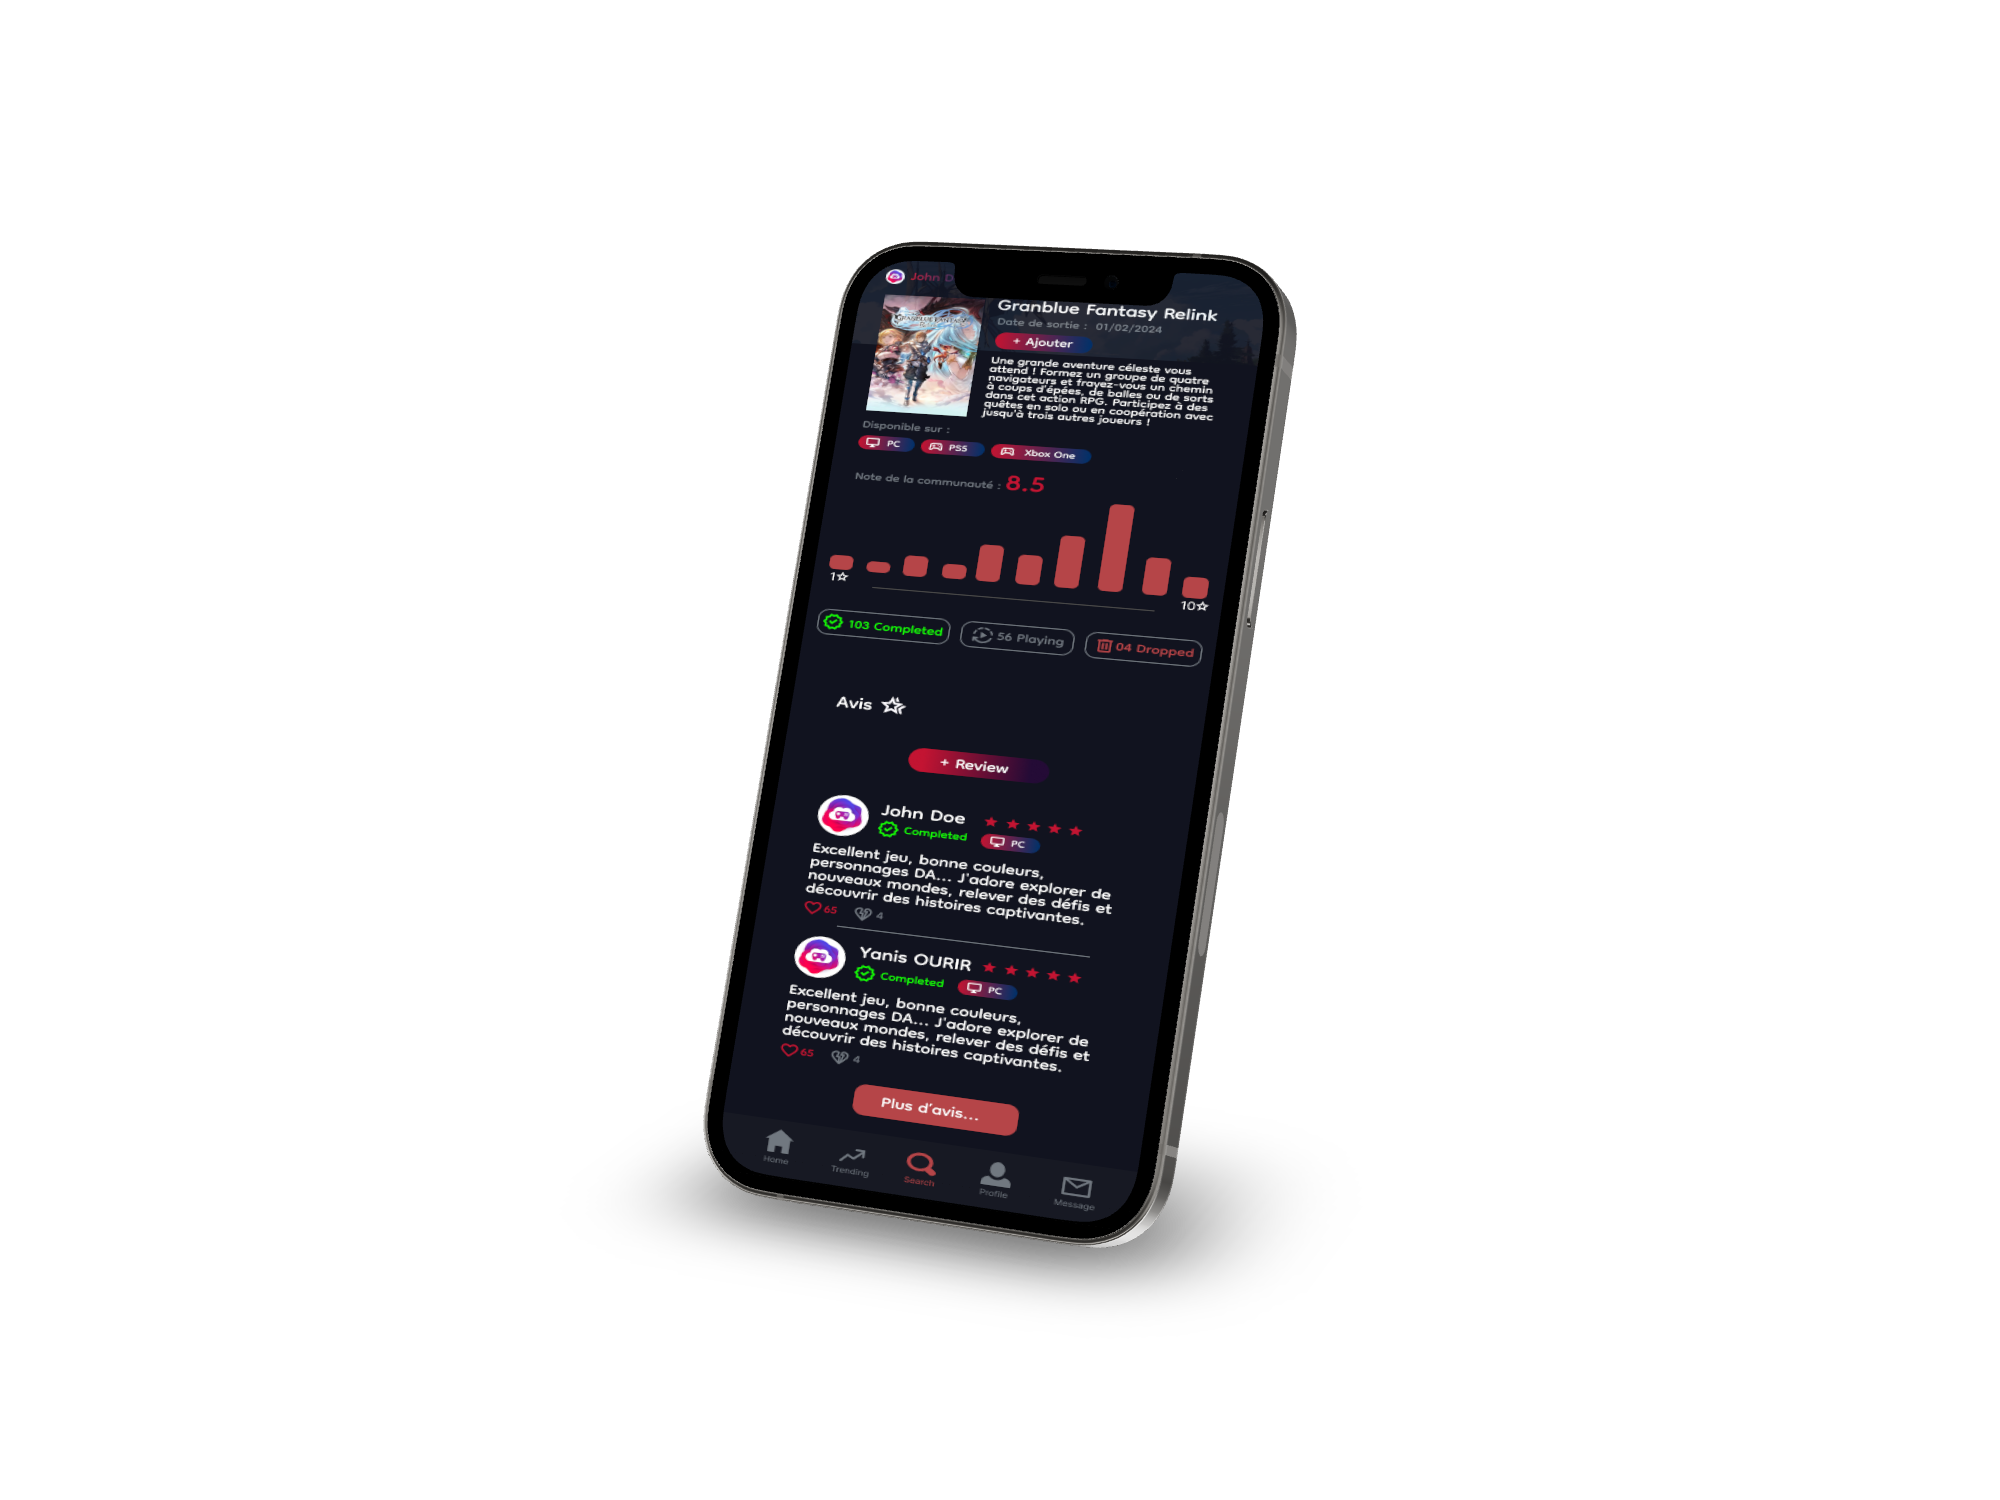 John D
GRANBLUE FANTASY
Granblue Fantasy Relink
Date de sortie : 01/02/2024
+ Ajouter
Une grande aventure céleste vous
attend ! Formez un groupe de quatre
navigateurs et frayez-vous un chemin
à coups d'épées, de balles ou de sorts
dans cet action RPG. Participez à des
quêtes en solo ou en coopération avec
jusqu'à trois autres joueurs !
Disponible sur :
PC PS5 Xbox One
Note de la communauté : 8.5
1
10
103 Completed 56 Playing 04 Dropped
Avis
+ Review
John Doe
Completed PC
Excellent jeu, bonne couleurs,
personnages DA... J'adore explorer de
nouveaux mondes, relever des défis et
découvrir des histoires captivantes.
65 4
Yanis OURIR
Completed PC
Excellent jeu, bonne couleurs,
personnages DA... J'adore explorer de
nouveaux mondes, relever des défis et
découvrir des histoires captivantes.
65 4
Plus d'avis...
Home Trending Search Profile Message